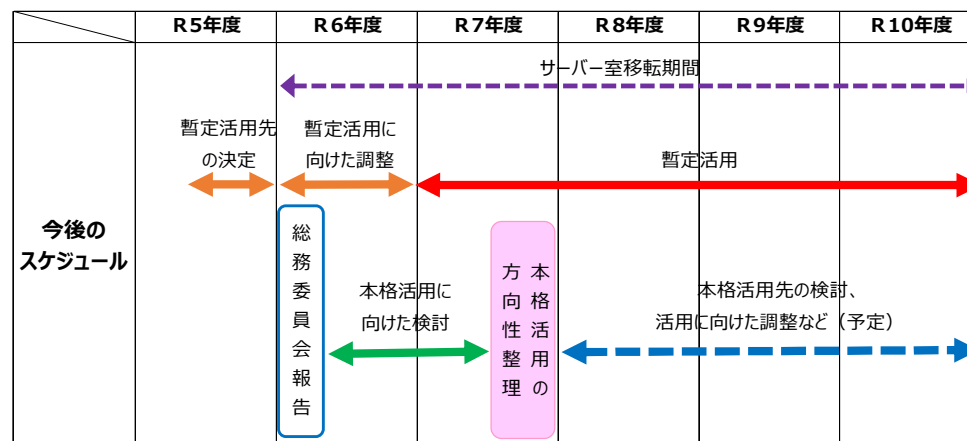 R5年度
R6年度
R7年度
R8年度
R9年度
R10年度
サーバー室移転期間
暫定活用先
の決定
暫定活用に
向けた調整
暫定活用
今後の
スケジュール
総務委員会報告
本格活用に
向けた検討
本格活用の
方向性整理
本格活用先の検討、
活用に向けた調整など（予定）